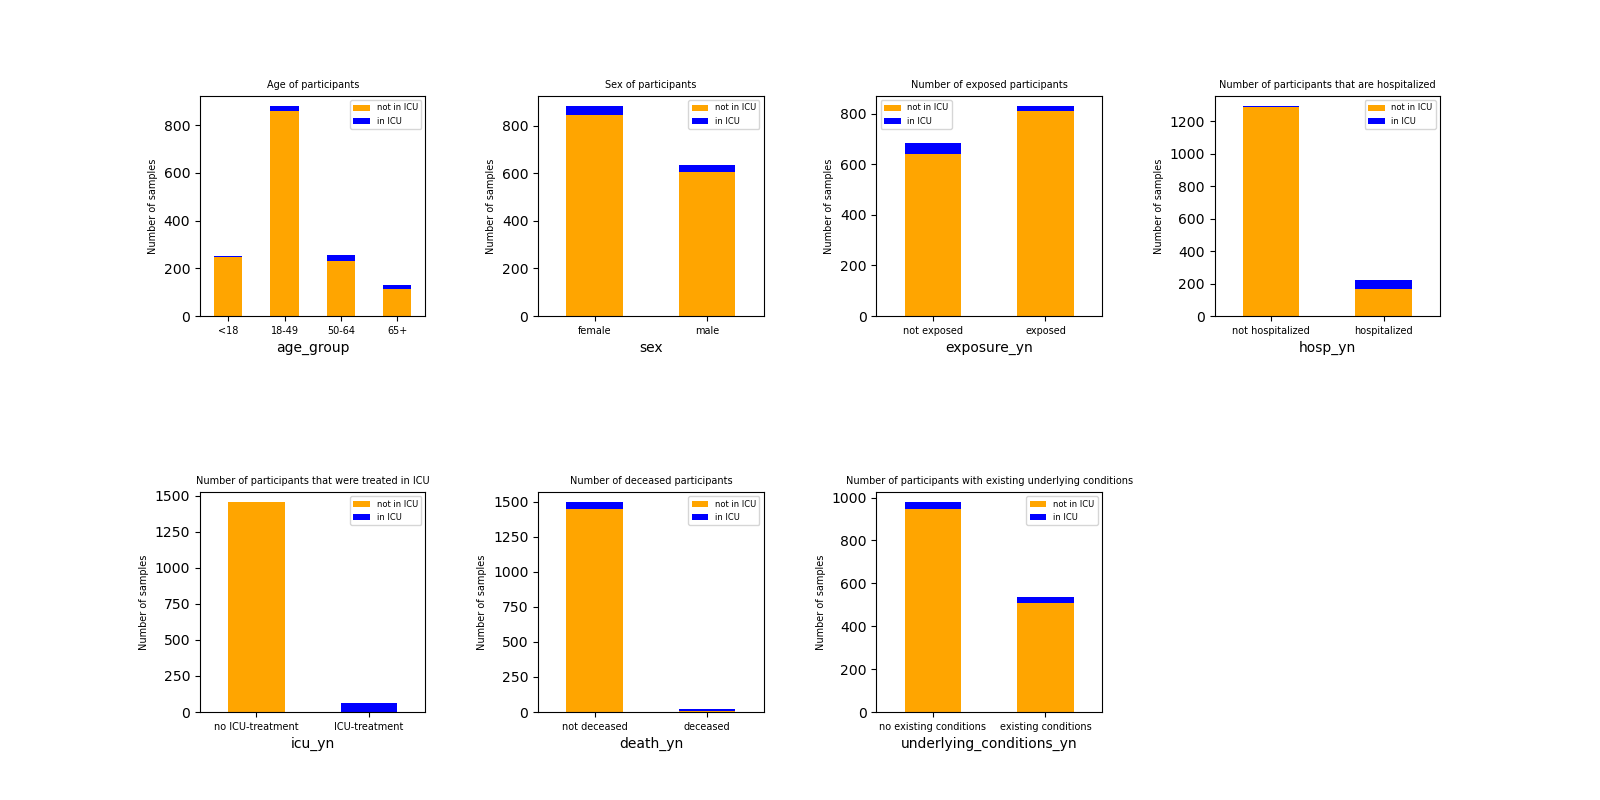 Age of participants
Number of samples
800
600
400
200
0
not in ICU
in ICU
<18 18-49 50-64 65+
age_group
Sex of participants
Number of samples
800
600
400
200
0
not in ICU
in ICU
female male
sex
Number of exposed participants
Number of samples
800
600
400
200
0
not in ICU
in ICU
not exposed exposed
exposure_yn
Number of participants that are hospitalized
Number of samples
1200
1000
800
600
400
200
0
not in ICU
in ICU
not hospitalized hospitalized
hosp_yn
Number of participants that were treated in ICU
Number of samples
1500
1250
1000
750
500
250
0
not in ICU
in ICU
no ICU-treatment ICU-treatment
icu_yn
Number of deceased participants
Number of samples
1500
1250
1000
750
500
250
0
not in ICU
in ICU
not deceased deceased
death_yn
Number of participants with existing underlying conditions
Number of samples
1000
800
600
400
200
0
not in ICU
in ICU
no existing conditions existing conditions
underlying_conditions_yn